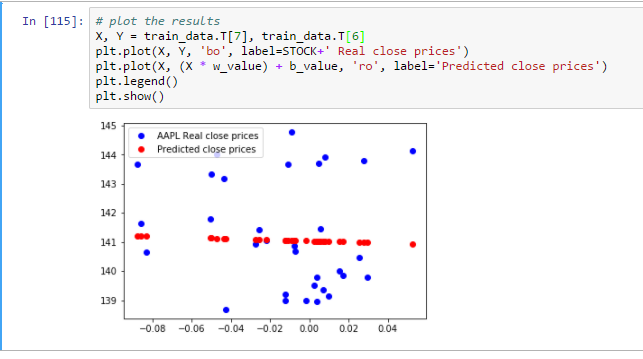 In [115]: # plot the results
X, Y = train_data.T[7], train_data.T[6]
plt.plot(X, Y, 'bo', label=STOCK+' Real close prices')
plt.plot(X, (X * w_value) + b_value, 'ro', label='Predicted close prices')
plt.legend()
plt.show()
145
AAPL Real close prices
Predicted close prices
144
143
142
141
140
139
−0.08 −0.06 −0.04 −0.02 0.00 0.02 0.04